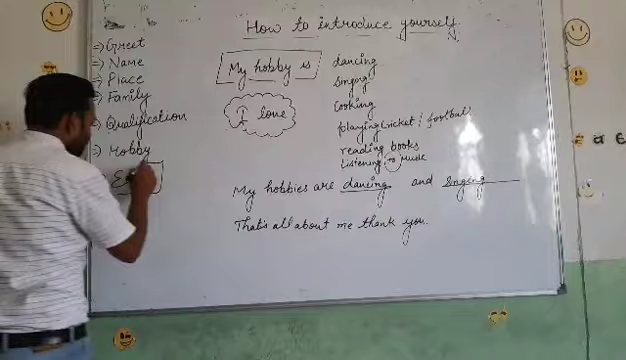 How to introduce yourself
⇒ Greet
⇒ Name
⇒ Place
⇒ Family
⇒ Qualification
⇒ Hobby
E
My hobby is
I love
dancing
singing
Cooking
playing Cricket / football
reading books
listening to music
My hobbies are dancing and singing
That's all about me thank you.